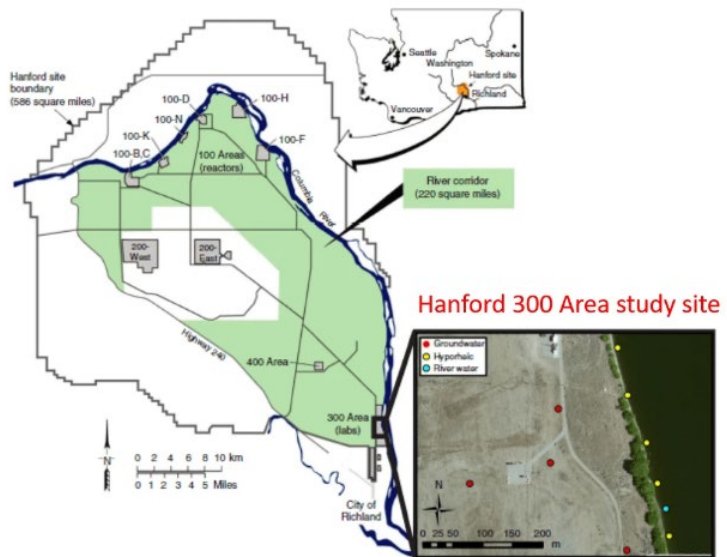 Hanford site
boundary
(586 square miles)
Seattle
Washington
Spokane
Hanford site
Richland
Vancouver
100-H
100-D
100-N
100-K
100-B,C
100-F
100 Areas
(reactors)
Columbia
River
River corridor
(220 square miles)
200-
West
200-
East
Highway 240
400 Area
300 Area
(labs)
City of
Richland
N
0 2 4 6 8 10 km
0 1 2 3 4 5 Miles
Hanford 300 Area study site
Groundwater
Hyporheic
River water
N
0 25 50 100 150 200
m